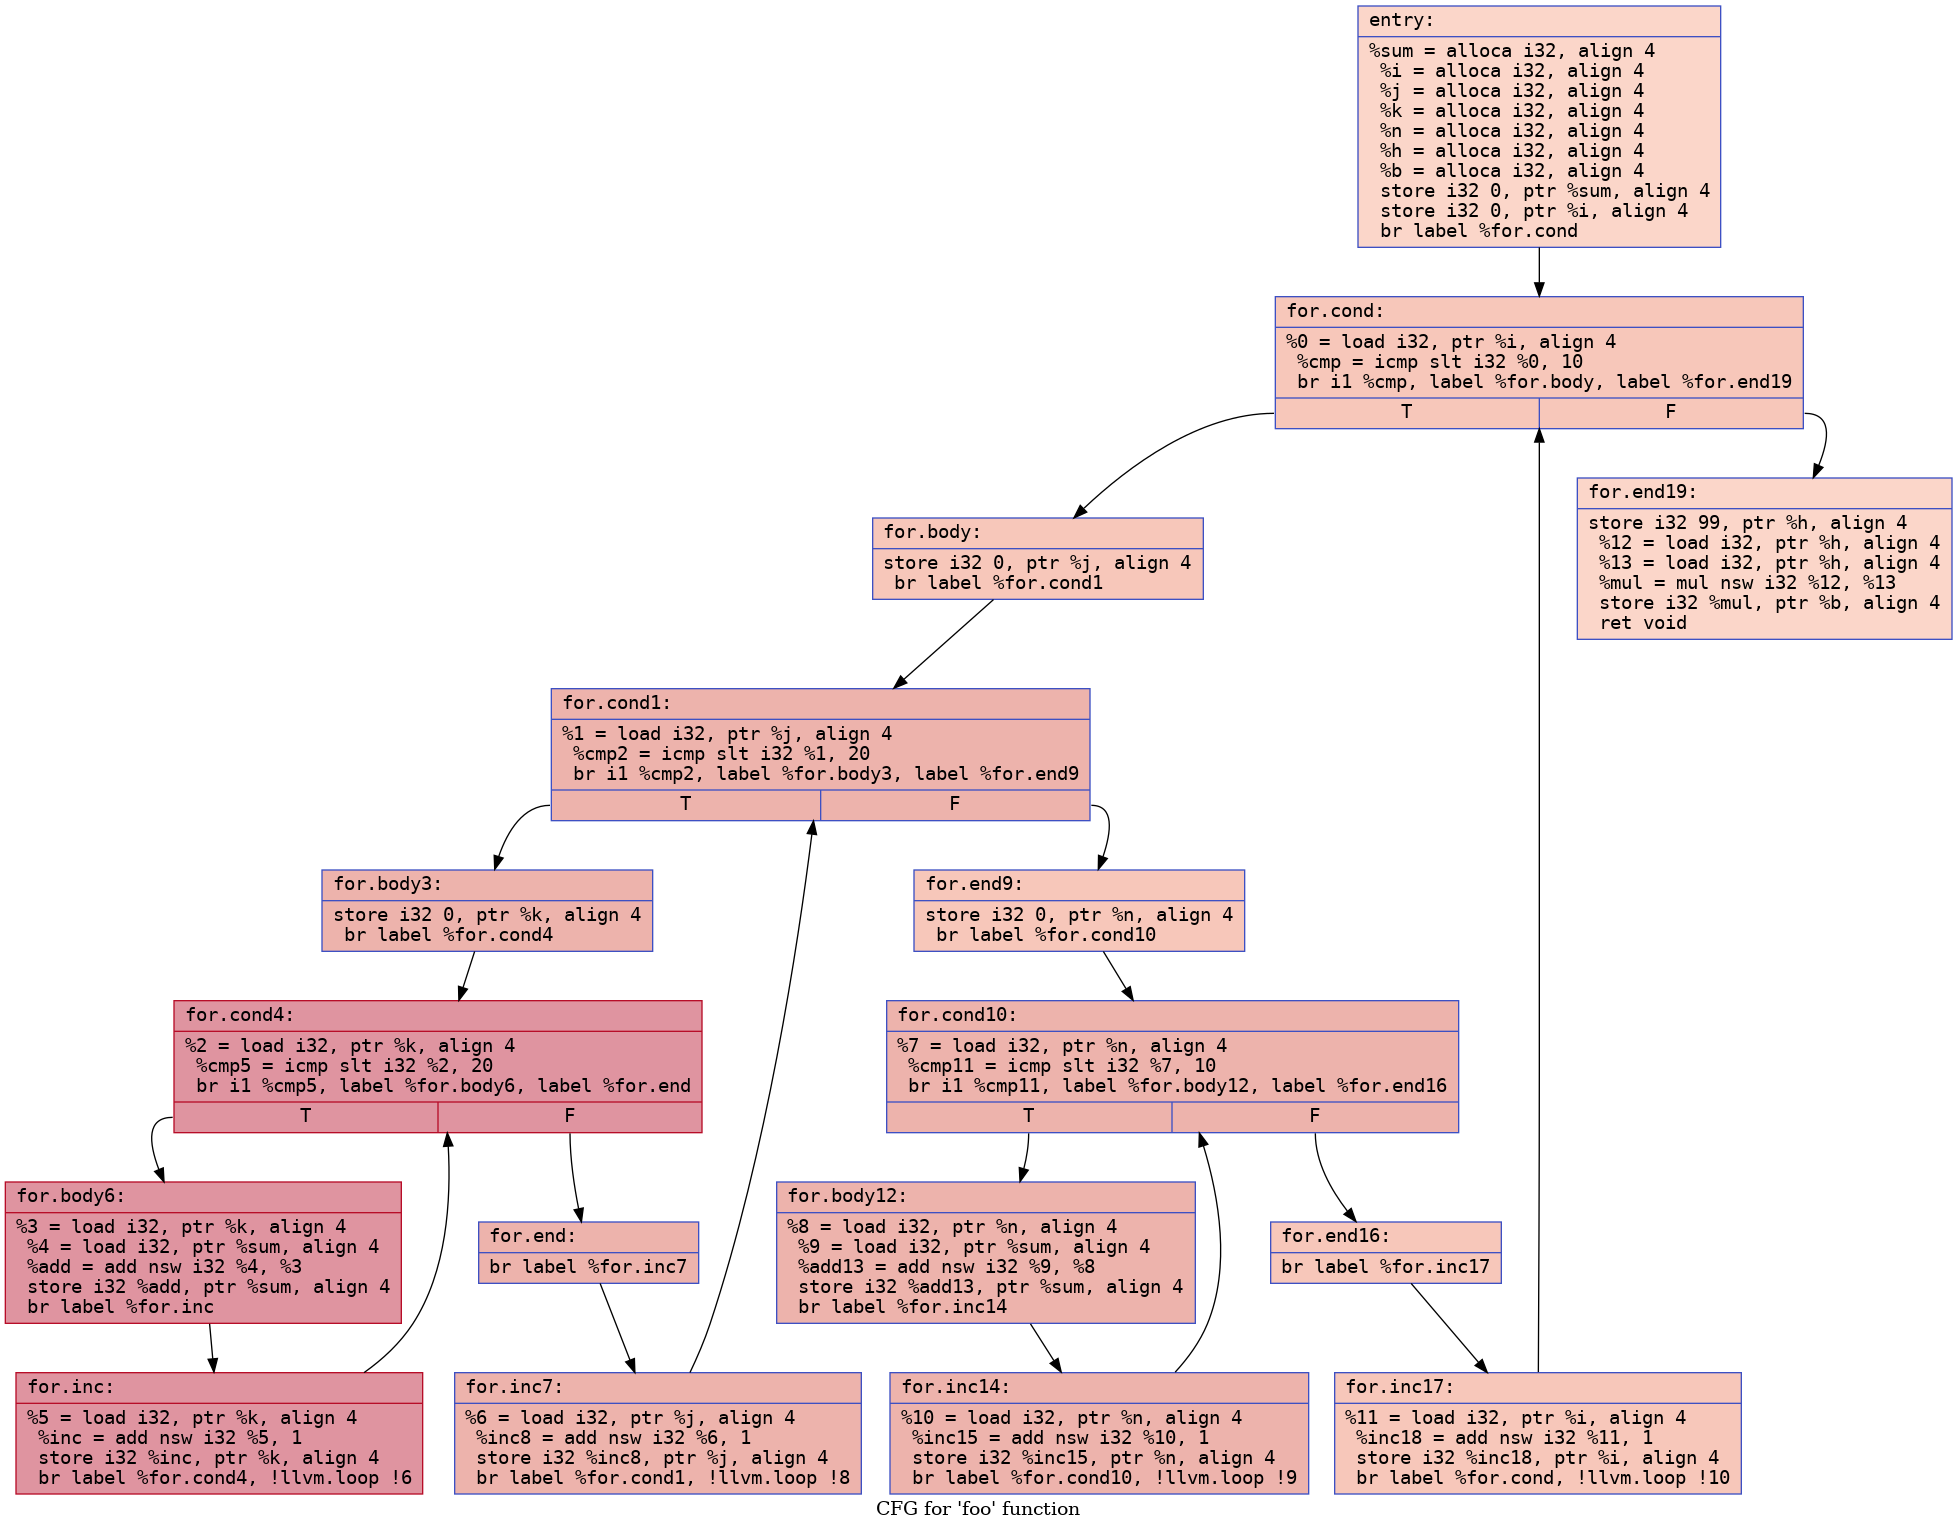 entry:
%sum = alloca i32, align 4
%i = alloca i32, align 4
%j = alloca i32, align 4
%k = alloca i32, align 4
%n = alloca i32, align 4
%h = alloca i32, align 4
%b = alloca i32, align 4
store i32 0, ptr %sum, align 4
store i32 0, ptr %i, align 4
br label %for.cond
for.cond:
%0 = load i32, ptr %i, align 4
%cmp = icmp slt i32 %0, 10
br i1 %cmp, label %for.body, label %for.end19
T
F
for.end19:
store i32 99, ptr %h, align 4
%12 = load i32, ptr %h, align 4
%13 = load i32, ptr %h, align 4
%mul = mul nsw i32 %12, %13
store i32 %mul, ptr %b, align 4
ret void
for.body:
store i32 0, ptr %j, align 4
br label %for.cond1
for.cond1:
%1 = load i32, ptr %j, align 4
%cmp2 = icmp slt i32 %1, 20
br i1 %cmp2, label %for.body3, label %for.end9
T
F
for.body3:
store i32 0, ptr %k, align 4
br label %for.cond4
for.end9:
store i32 0, ptr %n, align 4
br label %for.cond10
for.cond4:
%2 = load i32, ptr %k, align 4
%cmp5 = icmp slt i32 %2, 20
br i1 %cmp5, label %for.body6, label %for.end
T
F
for.cond10:
%7 = load i32, ptr %n, align 4
%cmp11 = icmp slt i32 %7, 10
br i1 %cmp11, label %for.body12, label %for.end16
T
F
for.body6:
%3 = load i32, ptr %k, align 4
%4 = load i32, ptr %sum, align 4
%add = add nsw i32 %4, %3
store i32 %add, ptr %sum, align 4
br label %for.inc
for.end:
br label %for.inc7
for.body12:
%8 = load i32, ptr %n, align 4
%9 = load i32, ptr %sum, align 4
%add13 = add nsw i32 %9, %8
store i32 %add13, ptr %sum, align 4
br label %for.inc14
for.end16:
br label %for.inc17
for.inc:
%5 = load i32, ptr %k, align 4
%inc = add nsw i32 %5, 1
store i32 %inc, ptr %k, align 4
br label %for.cond4, !llvm.loop !6
for.inc7:
%6 = load i32, ptr %j, align 4
%inc8 = add nsw i32 %6, 1
store i32 %inc8, ptr %j, align 4
br label %for.cond1, !llvm.loop !8
for.inc14:
%10 = load i32, ptr %n, align 4
%inc15 = add nsw i32 %10, 1
store i32 %inc15, ptr %n, align 4
br label %for.cond10, !llvm.loop !9
for.inc17:
%11 = load i32, ptr %i, align 4
%inc18 = add nsw i32 %11, 1
store i32 %inc18, ptr %i, align 4
br label %for.cond, !llvm.loop !10
CFG for 'foo' function